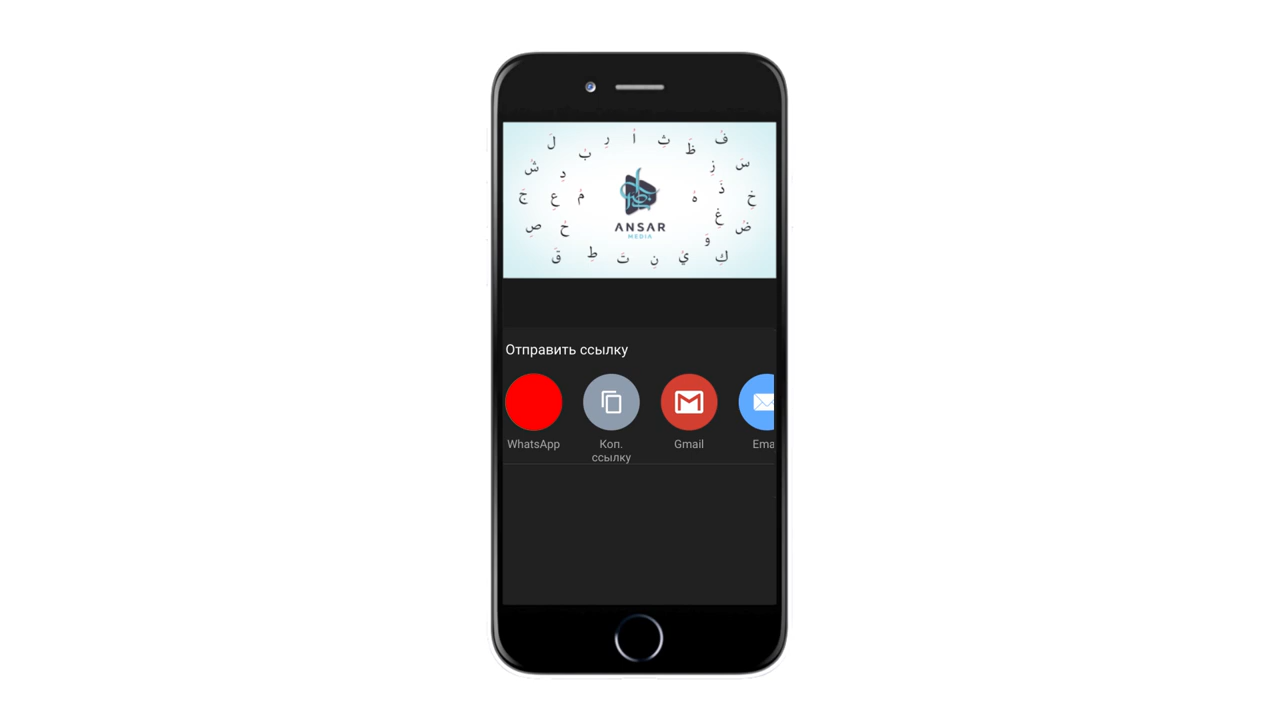 لَ رِ أُ ثِ ظَ فَ
شُ بُ زِ سَ
دِ ذَ
جَ عِ مُ هُ خِ
ANSAR
MEDIA
صِ حُ غِ ضُ
وَ
قَ طِ تَّ نِ يُ كِ
Отправить ссылку
WhatsApp
Коп.
ссылку
Gmail
Ema